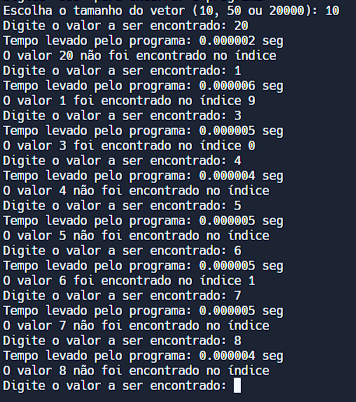 Escolha o tcamanho do vetor (10, 50 ou 20000): 10
Digite o valor a ser encontrado: 20
Tempo levado pelo programa: 0.000002 seg
O valor 20 não foi encontrado no índice
Digite o valor a ser encontrado: 1
Tempo levado pelo programa: 0.000006 seg
O valor 1 foi encontrado no índice 9
Digite o valor a ser encontrado: 3
Tempo levado pelo programa: 0.000005 seg
O valor 3 foi encontrado no índice 0
Digite o valor a ser encontrado: 4
Tempo levado pelo programa: 0.000004 seg
O valor 4 não foi encontrado no índice
Digite o valor a ser encontrado: 5
Tempo levado pelo programa: 0.000005 seg
O valor 5 não foi encontrado no índice
Digite o valor a ser encontrado: 6
Tempo levado pelo programa: 0.000005 seg
O valor 6 foi encontrado no índice 1
Digite o valor a ser encontrado: 7
Tempo levado pelo programa: 0.000005 seg
O valor 7 não foi encontrado no índice
Digite o valor a ser encontrado: 8
Tempo levado pelo programa: 0.000004 seg
O valor 8 não foi encontrado no índice
Digite o valor a ser encontrado: